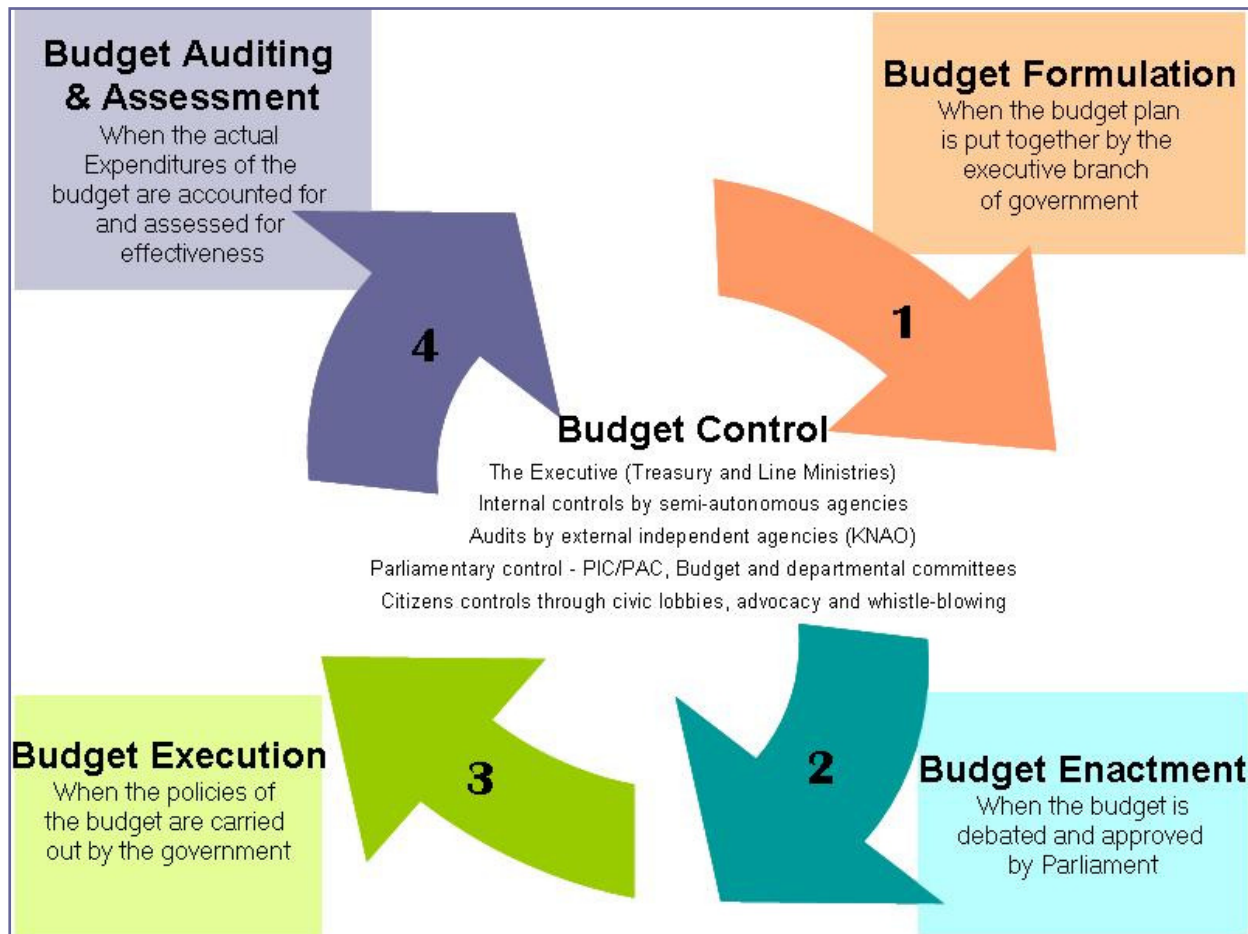 Budget Auditing
& Assessment
When the actual
Expenditures of the
budget are accounted for
and assessed for
effectiveness
4
Budget Formulation
When the budget plan
is put together by the
executive branch
of government
1
Budget Control
The Executive (Treasury and Line Ministries)
Internal controls by semi-autonomous agencies
Audits by external independent agencies (KNAO)
Parliamentary control - PIC/PAC, Budget and departmental committees
Citizens controls through civic lobbies, advocacy and whistle-blowing
Budget Execution
When the policies of
the budget are carried
out by the government
3
2
Budget Enactment
When the budget is
debated and approved
by Parliament